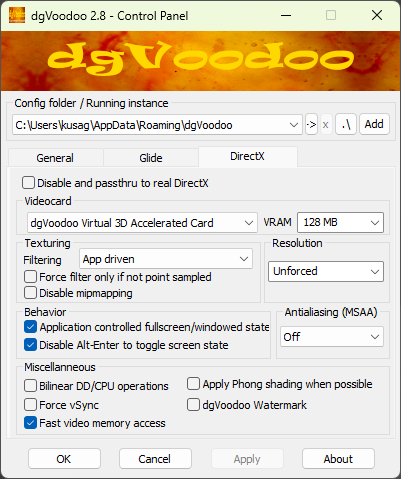 dgVoodoo 2.8 - Control Panel
dgVoodoo
Config folder / Running instance
C:\Users\kusag\AppData\Roaming\dgVoodoo -> x .\ Add
General Glide DirectX
Disable and passthru to real DirectX
Videocard
dgVoodoo Virtual 3D Accelerated Card VRAM 128 MB
Texturing Resolution
Filtering App driven Unforced
Force filter only if not point sampled
Disable mipmapping
Behavior Antialiasing (MSAA)
Application controlled fullscreen/windowed state
Disable Alt-Enter to toggle screen state Off
Miscellaneous
Bilinear DD/CPU operations Apply Phong shading when possible
Force vSync dgVoodoo Watermark
Fast video memory access
OK Cancel Apply About